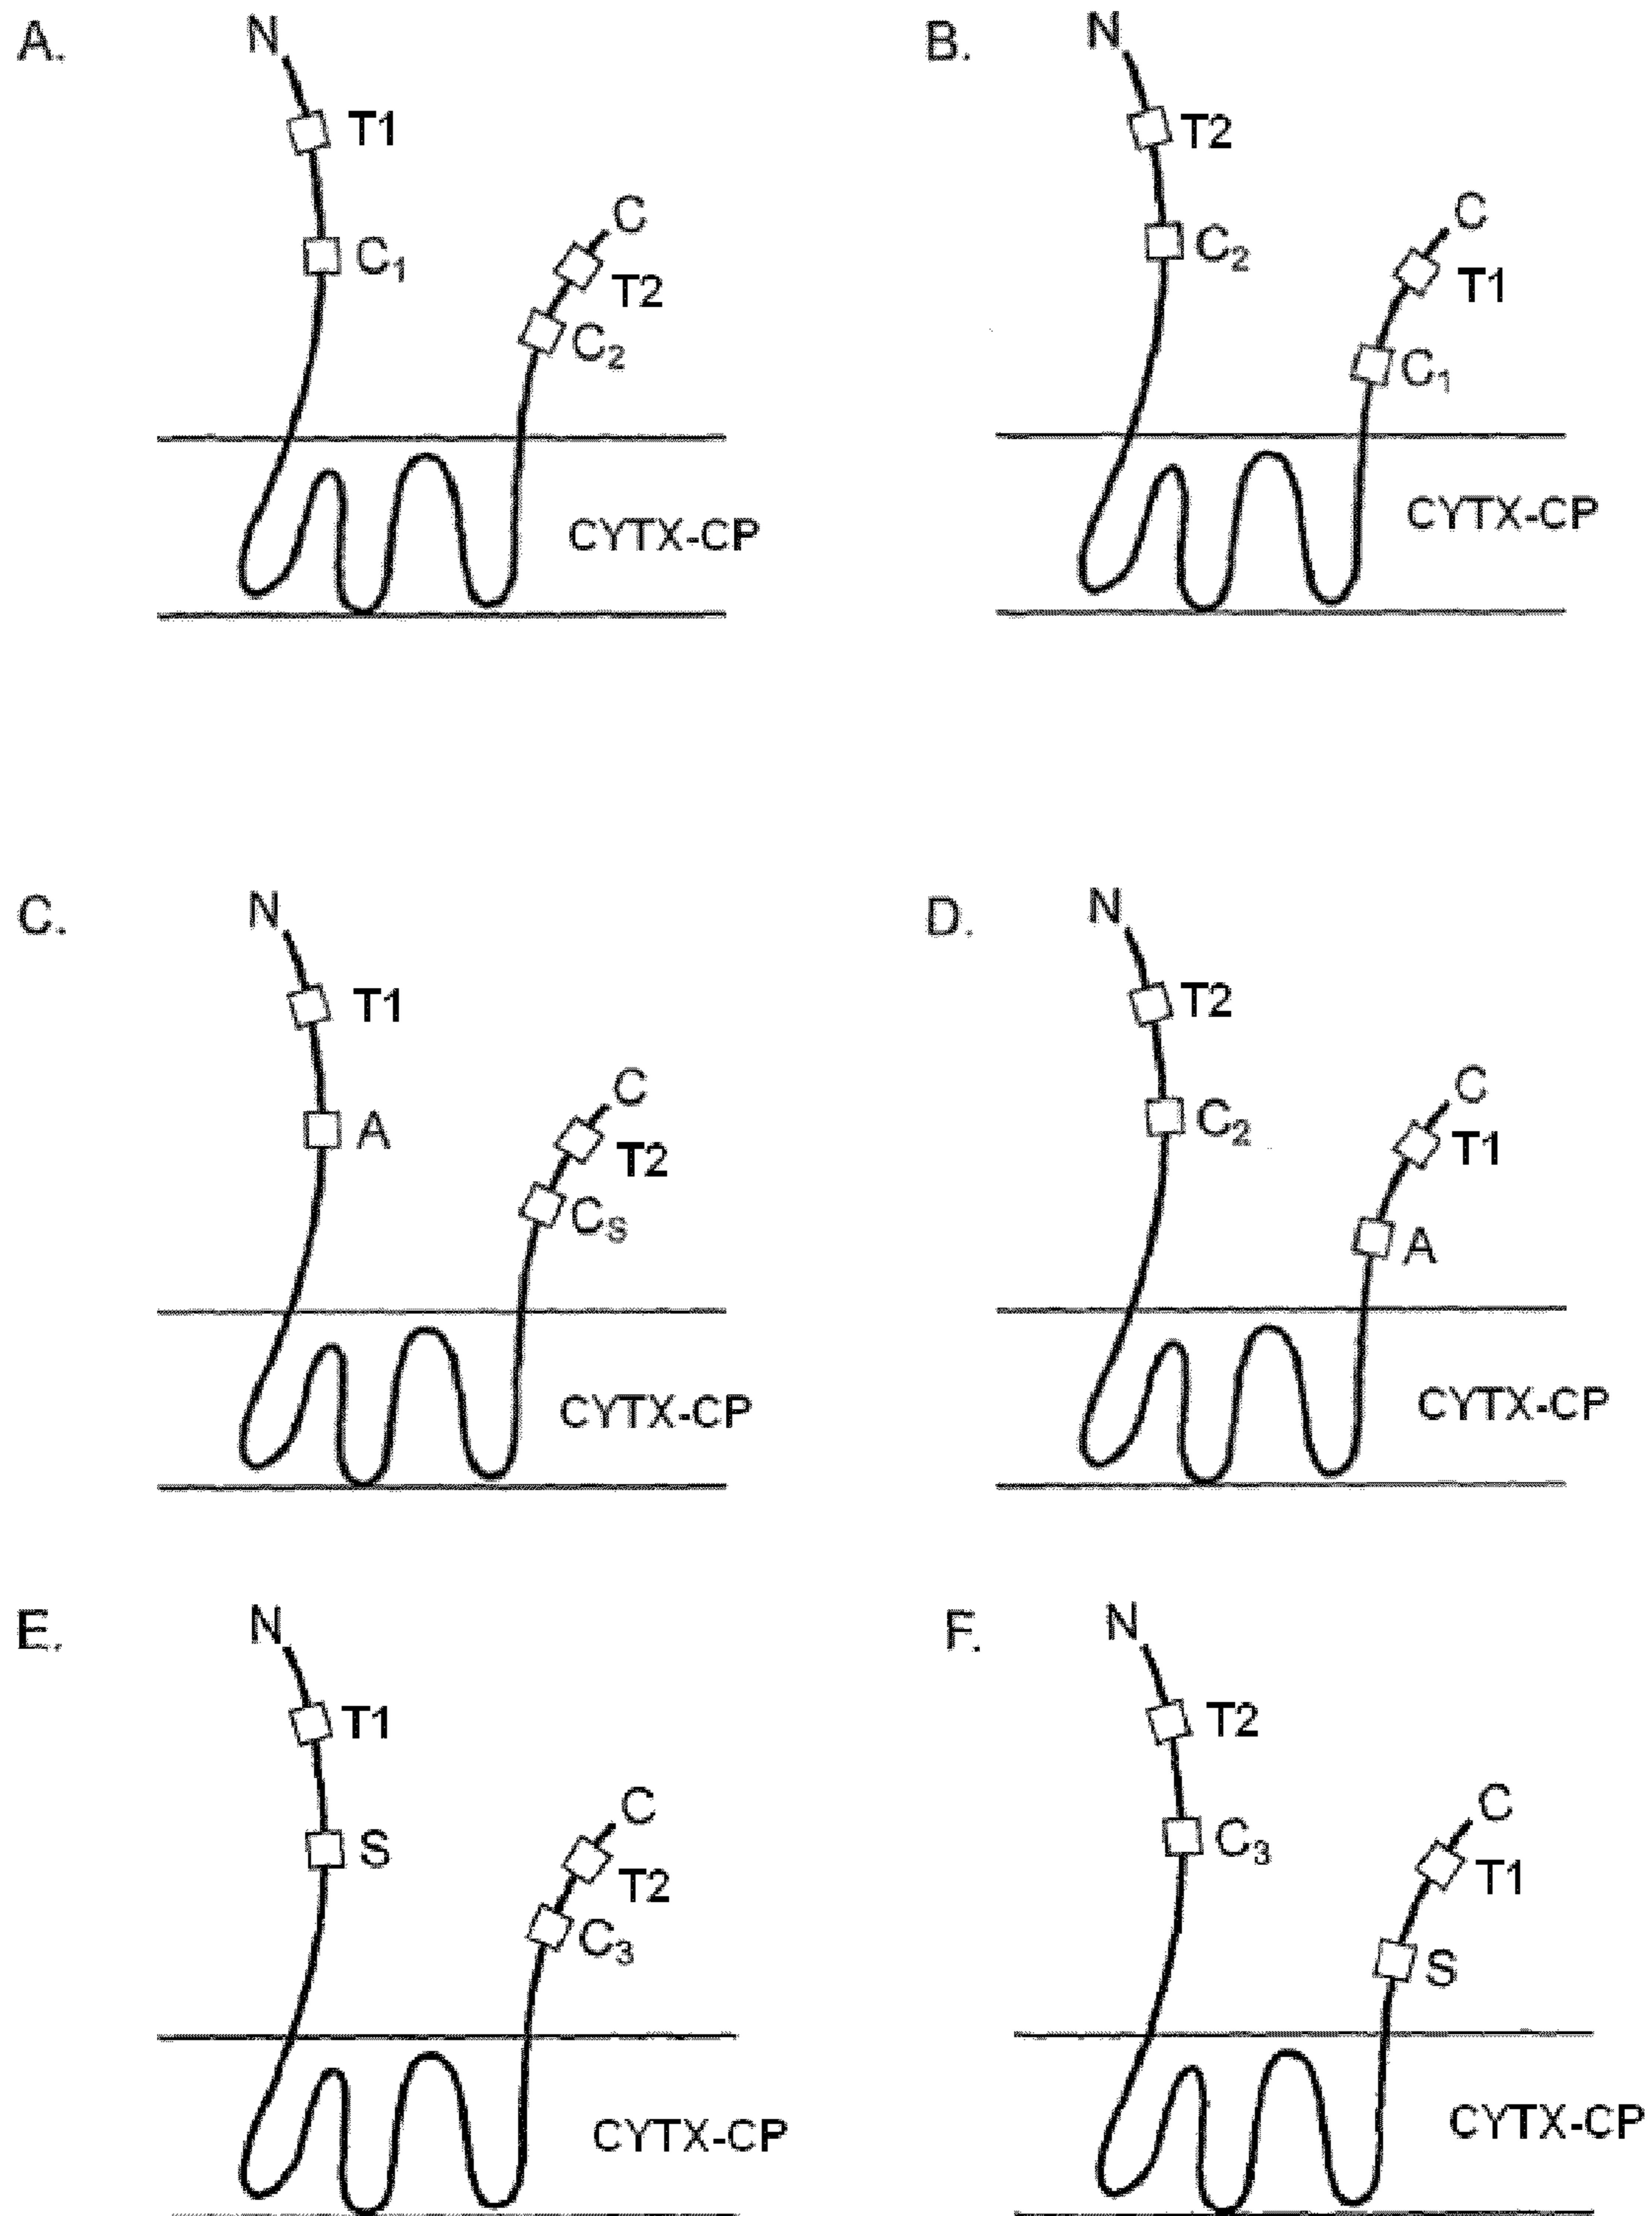 A.
N
T1
C₁
C
T2
C₂
CYTX-CP
B.
N
T2
C₂
C
T1
C₁
CYTX-CP
C.
N
T1
A
C
T2
Cs
CYTX-CP
D.
N
T2
C₂
C
T1
A
CYTX-CP
E.
N
T1
S
C
T2
C₃
CYTX-CP
F.
N
T2
C₃
C
T1
S
CYTX-CP